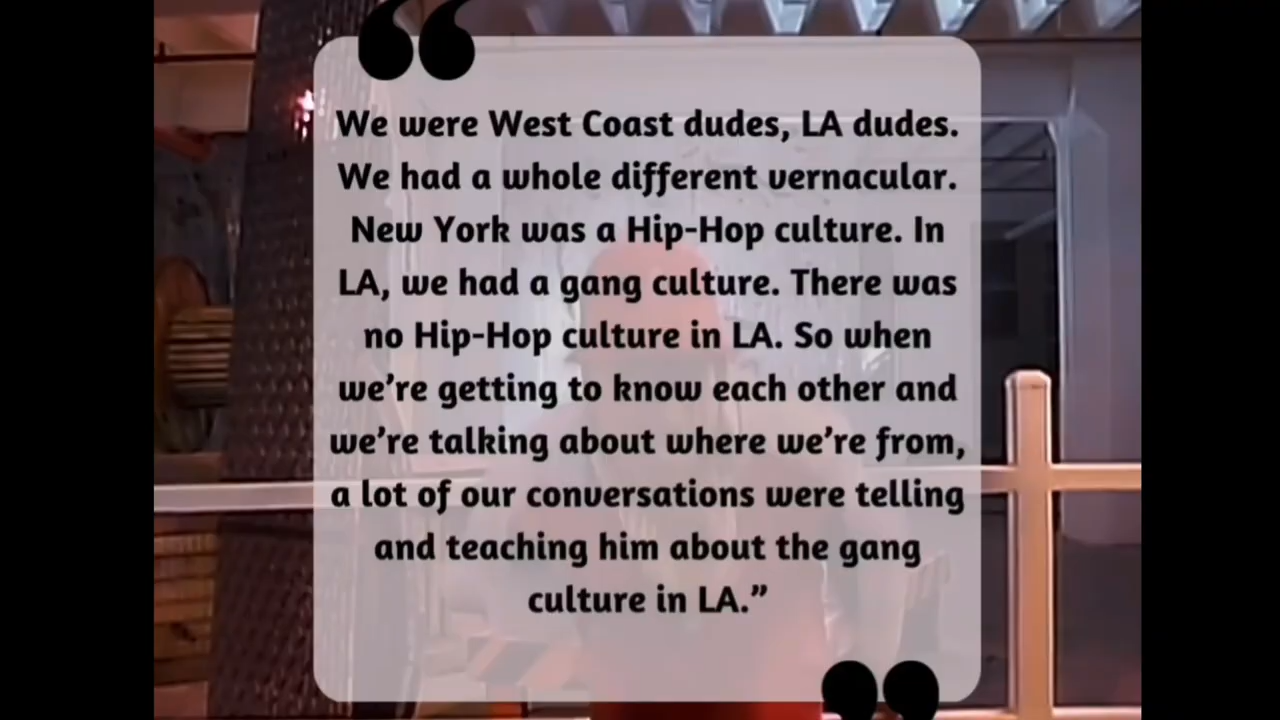 We were West Coast dudes, LA dudes.
We had a whole different vernacular.
New York was a Hip-Hop culture. In
LA, we had a gang culture. There was
no Hip-Hop culture in LA. So when
we’re getting to know each other and
we’re talking about where we’re from,
a lot of our conversations were telling
and teaching him about the gang
culture in LA.”